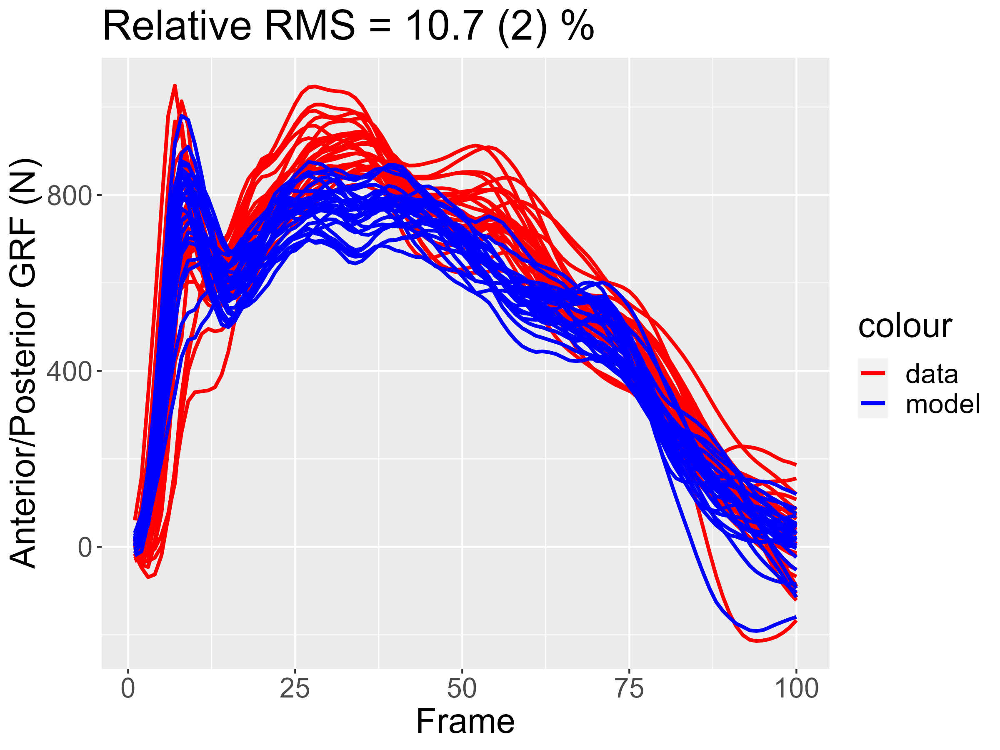 Relative RMS = 10.7 (2) %
Anterior/Posterior GRF (N)
800
400
0
0
25
50
75
100
Frame
colour
data
model